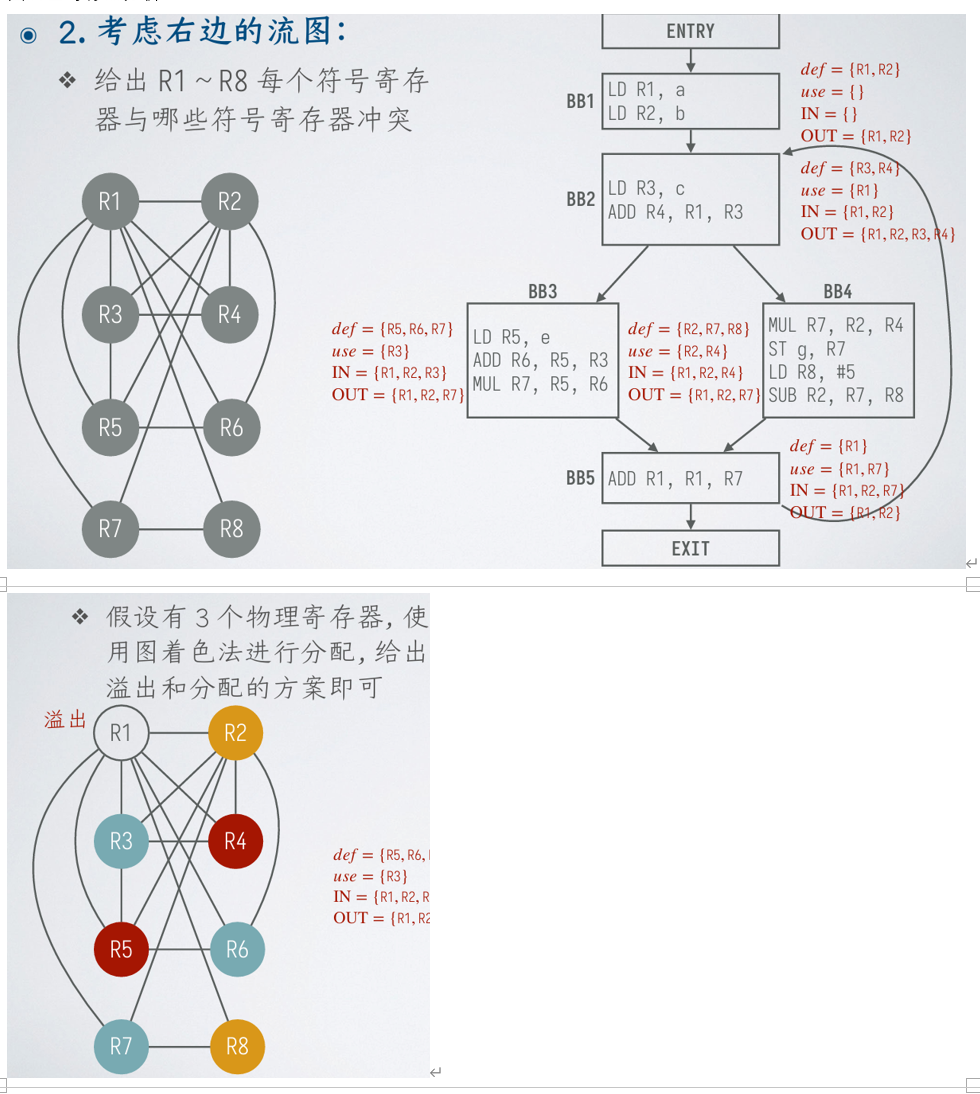 2. 考虑右边的流图:
给出 R1 ~ R8 每个符号寄存
器与哪些符号寄存器冲突
R1
R2
R3
R4
R5
R6
R7
R8
ENTRY
BB1
LD R1, a
LD R2, b
def = {R1, R2}
use = {}
IN = {}
OUT = {R1, R2}
BB2
LD R3, c
ADD R4, R1, R3
def = {R3, R4}
use = {R1}
IN = {R1, R2}
OUT = {R1, R2, R3, R4}
BB3
def = {R5, R6, R7}
use = {R3}
IN = {R1, R2, R3}
OUT = {R1, R2, R7}
LD R5, e
ADD R6, R5, R3
MUL R7, R5, R6
BB4
def = {R2, R7, R8}
use = {R2, R4}
IN = {R1, R2, R4}
OUT = {R1, R2, R7}
MUL R7, R2, R4
ST g, R7
LD R8, #5
SUB R2, R7, R8
BB5
ADD R1, R1, R7
def = {R1}
use = {R1, R7}
IN = {R1, R2, R7}
OUT = {R1, R2}
EXIT
假设有 3 个物理寄存器, 使
用图着色法进行分配, 给出
溢出和分配的方案即可
溢出
R1
R2
R3
R4
R5
R6
R7
R8
def = {R5, R6,
use = {R3}
IN = {R1, R2, R
OUT = {R1, R2